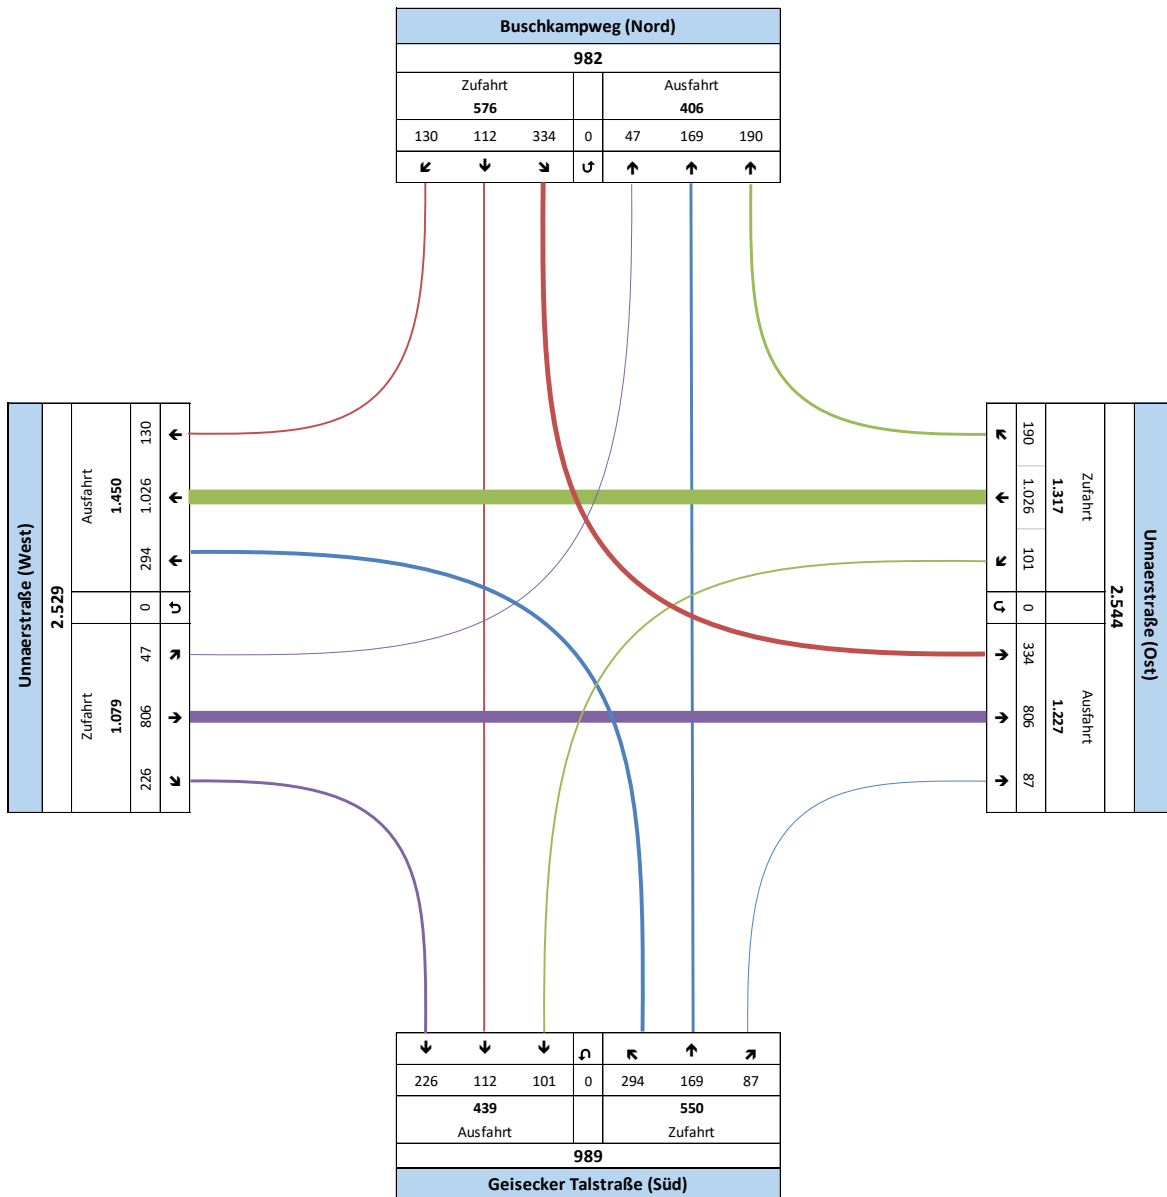 Buschkampweg (Nord)
982
Zufahrt Ausfahrt
576 406
130 112 334 0 47 169 190
Unnaerstraße (West)
2.529
Ausfahrt
1.450
130 1.026 294
0
Zufahrt
1.079
47 806 226
190 1.026 101
Zufahrt
1.317
0
334 806 87
Ausfahrt
1.227
2.544
Unnaerstraße (Ost)
226 112 101 0 294 169 87
439 550
Ausfahrt Zufahrt
989
Geisecker Talstraße (Süd)